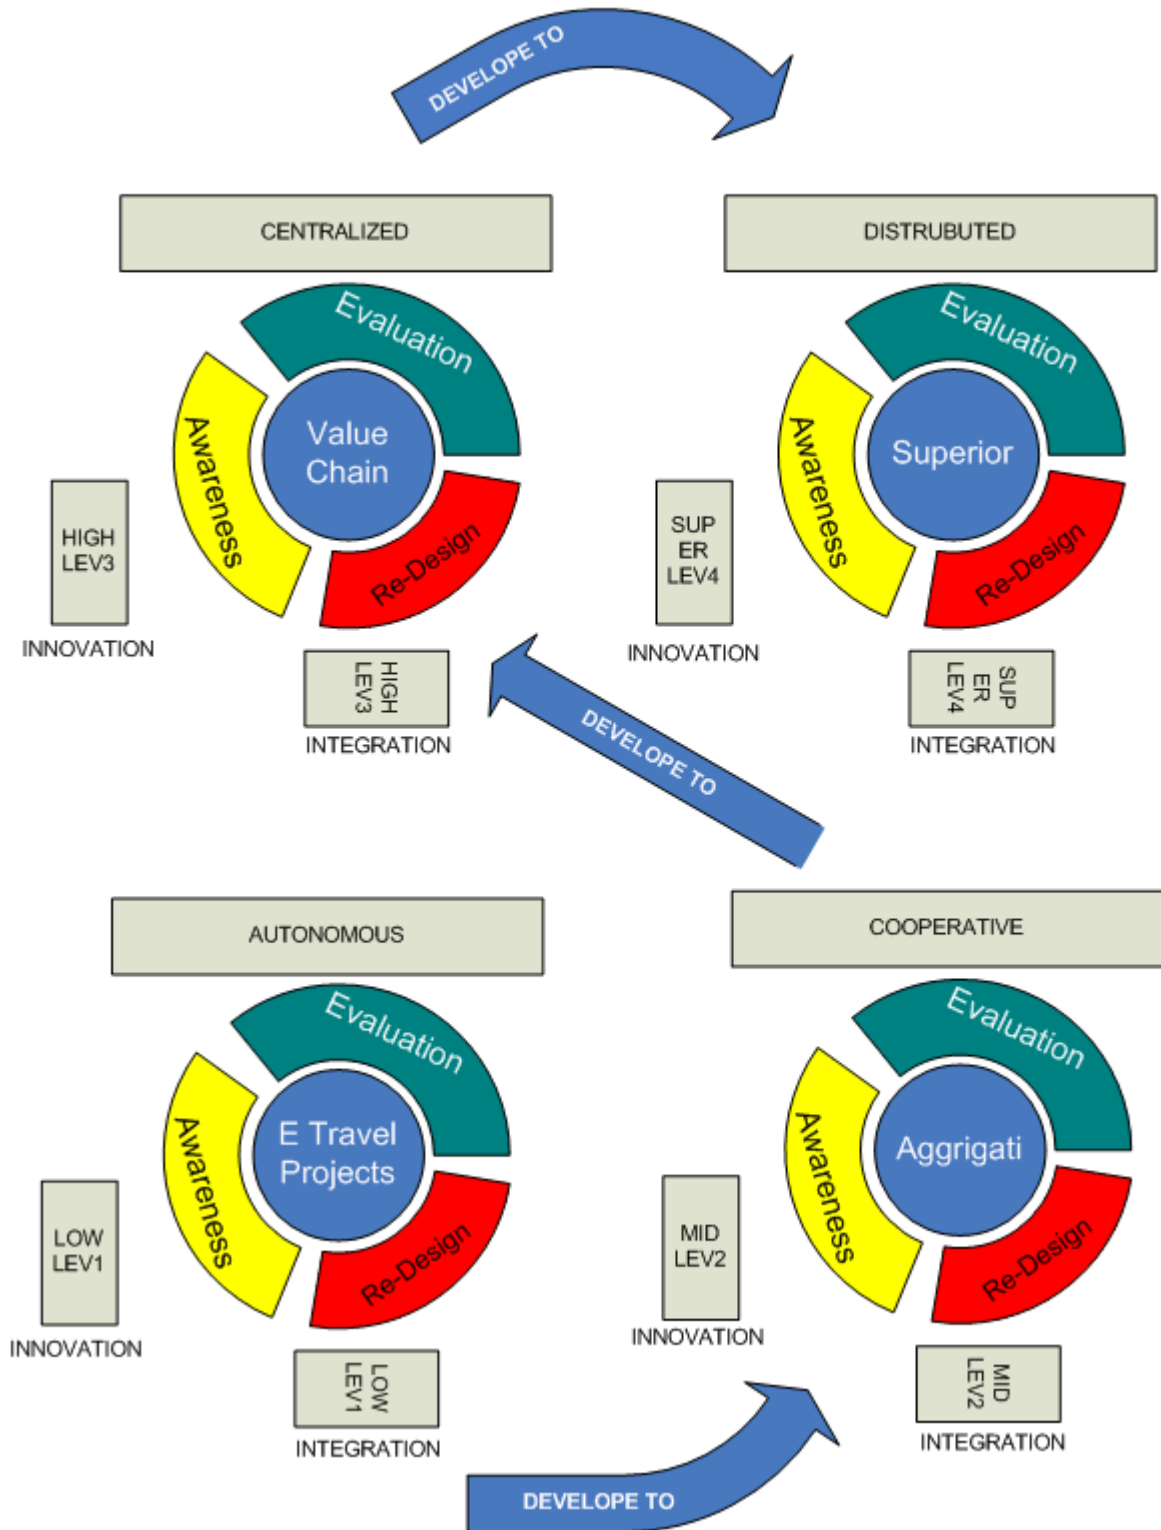 DEVELOPE TO
CENTRALIZED
Evaluation
Awareness
Re-Design
Value
Chain
HIGH
LEV3
INNOVATION
HIGH
LEV3
INTEGRATION
DISTRUBUTED
Evaluation
Awareness
Re-Design
Superior
SUP
ER
LEV4
INNOVATION
SUP
ER
LEV4
INTEGRATION
DEVELOPE TO
AUTONOMOUS
Evaluation
Awareness
Re-Design
E Travel
Projects
LOW
LEV1
INNOVATION
LOW
LEV1
INTEGRATION
COOPERATIVE
Evaluation
Awareness
Re-Design
Aggrigati
MID
LEV2
INNOVATION
MID
LEV2
INTEGRATION
DEVELOPE TO